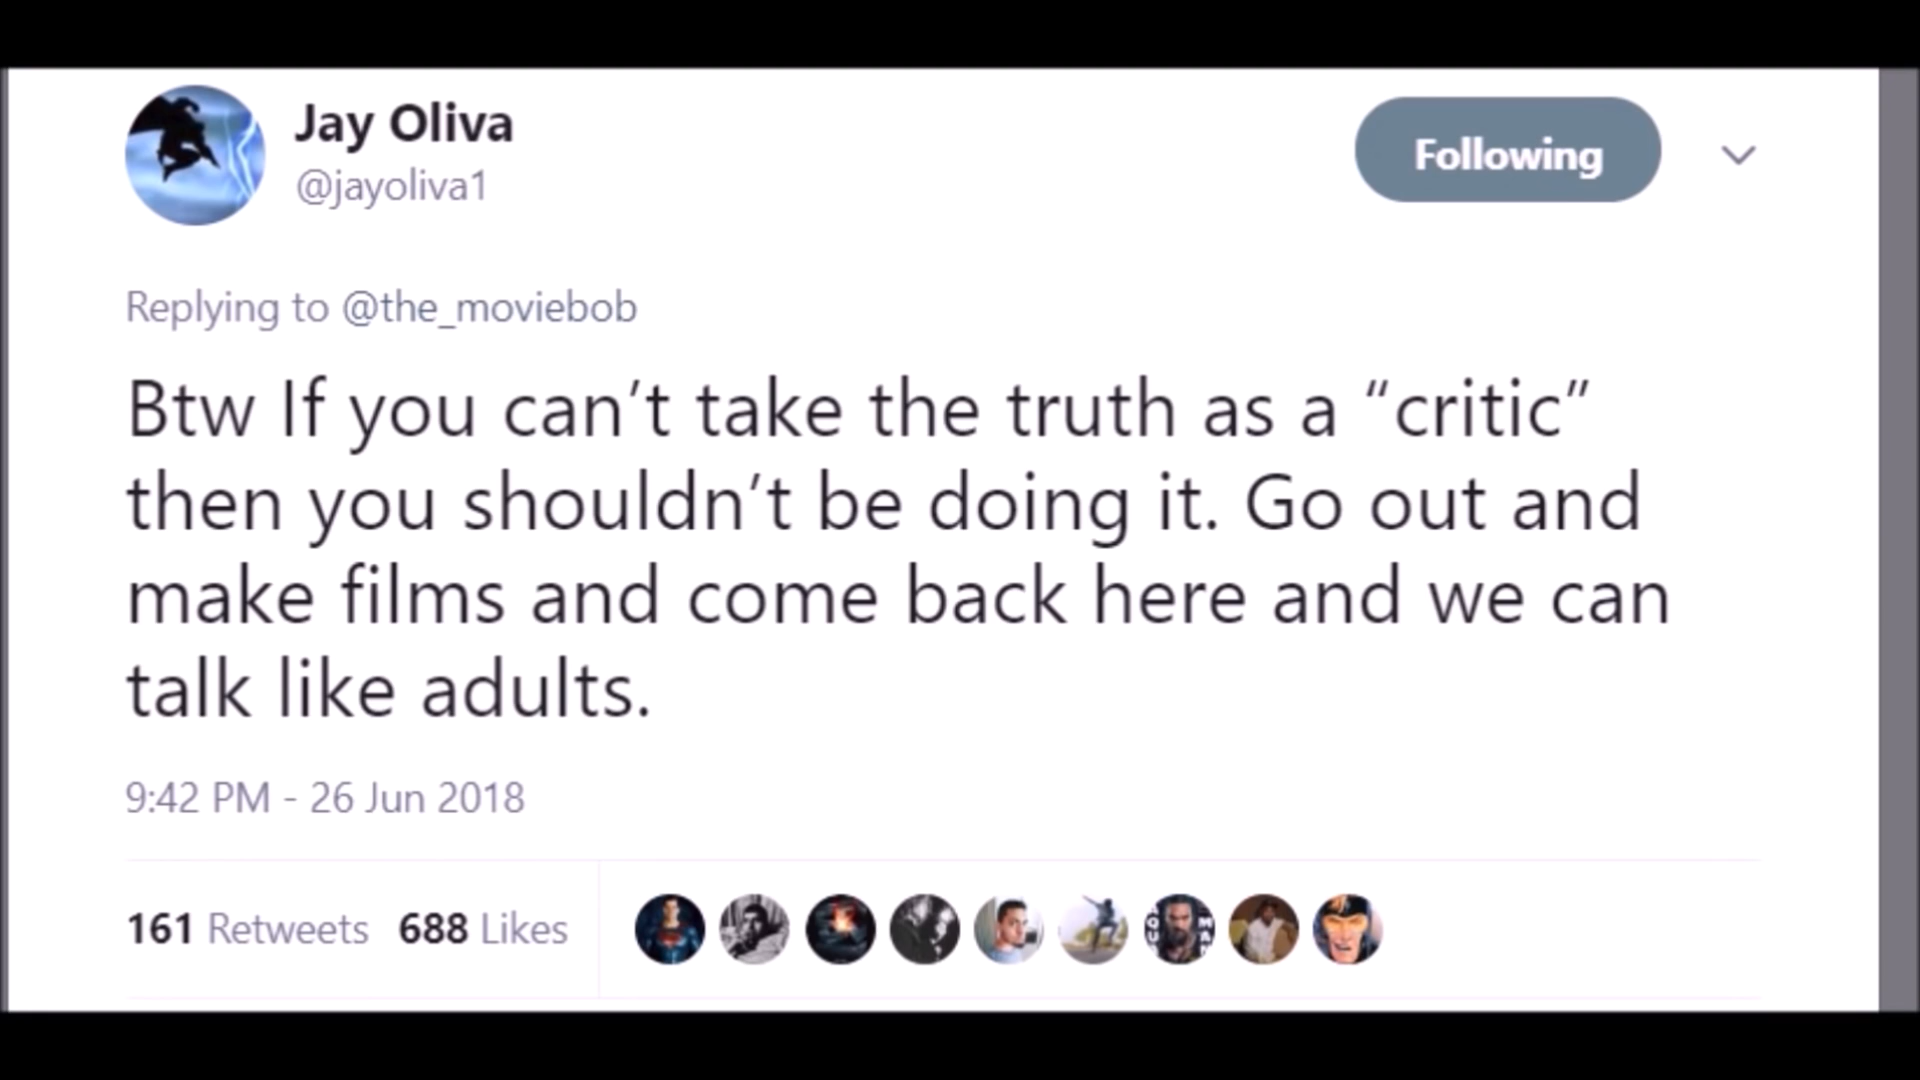 Jay Oliva
@jayoliva1
Following
Replying to @the_moviebob
Btw If you can’t take the truth as a “critic”
then you shouldn’t be doing it. Go out and
make films and come back here and we can
talk like adults.
9:42 PM - 26 Jun 2018
161 Retweets 688 Likes